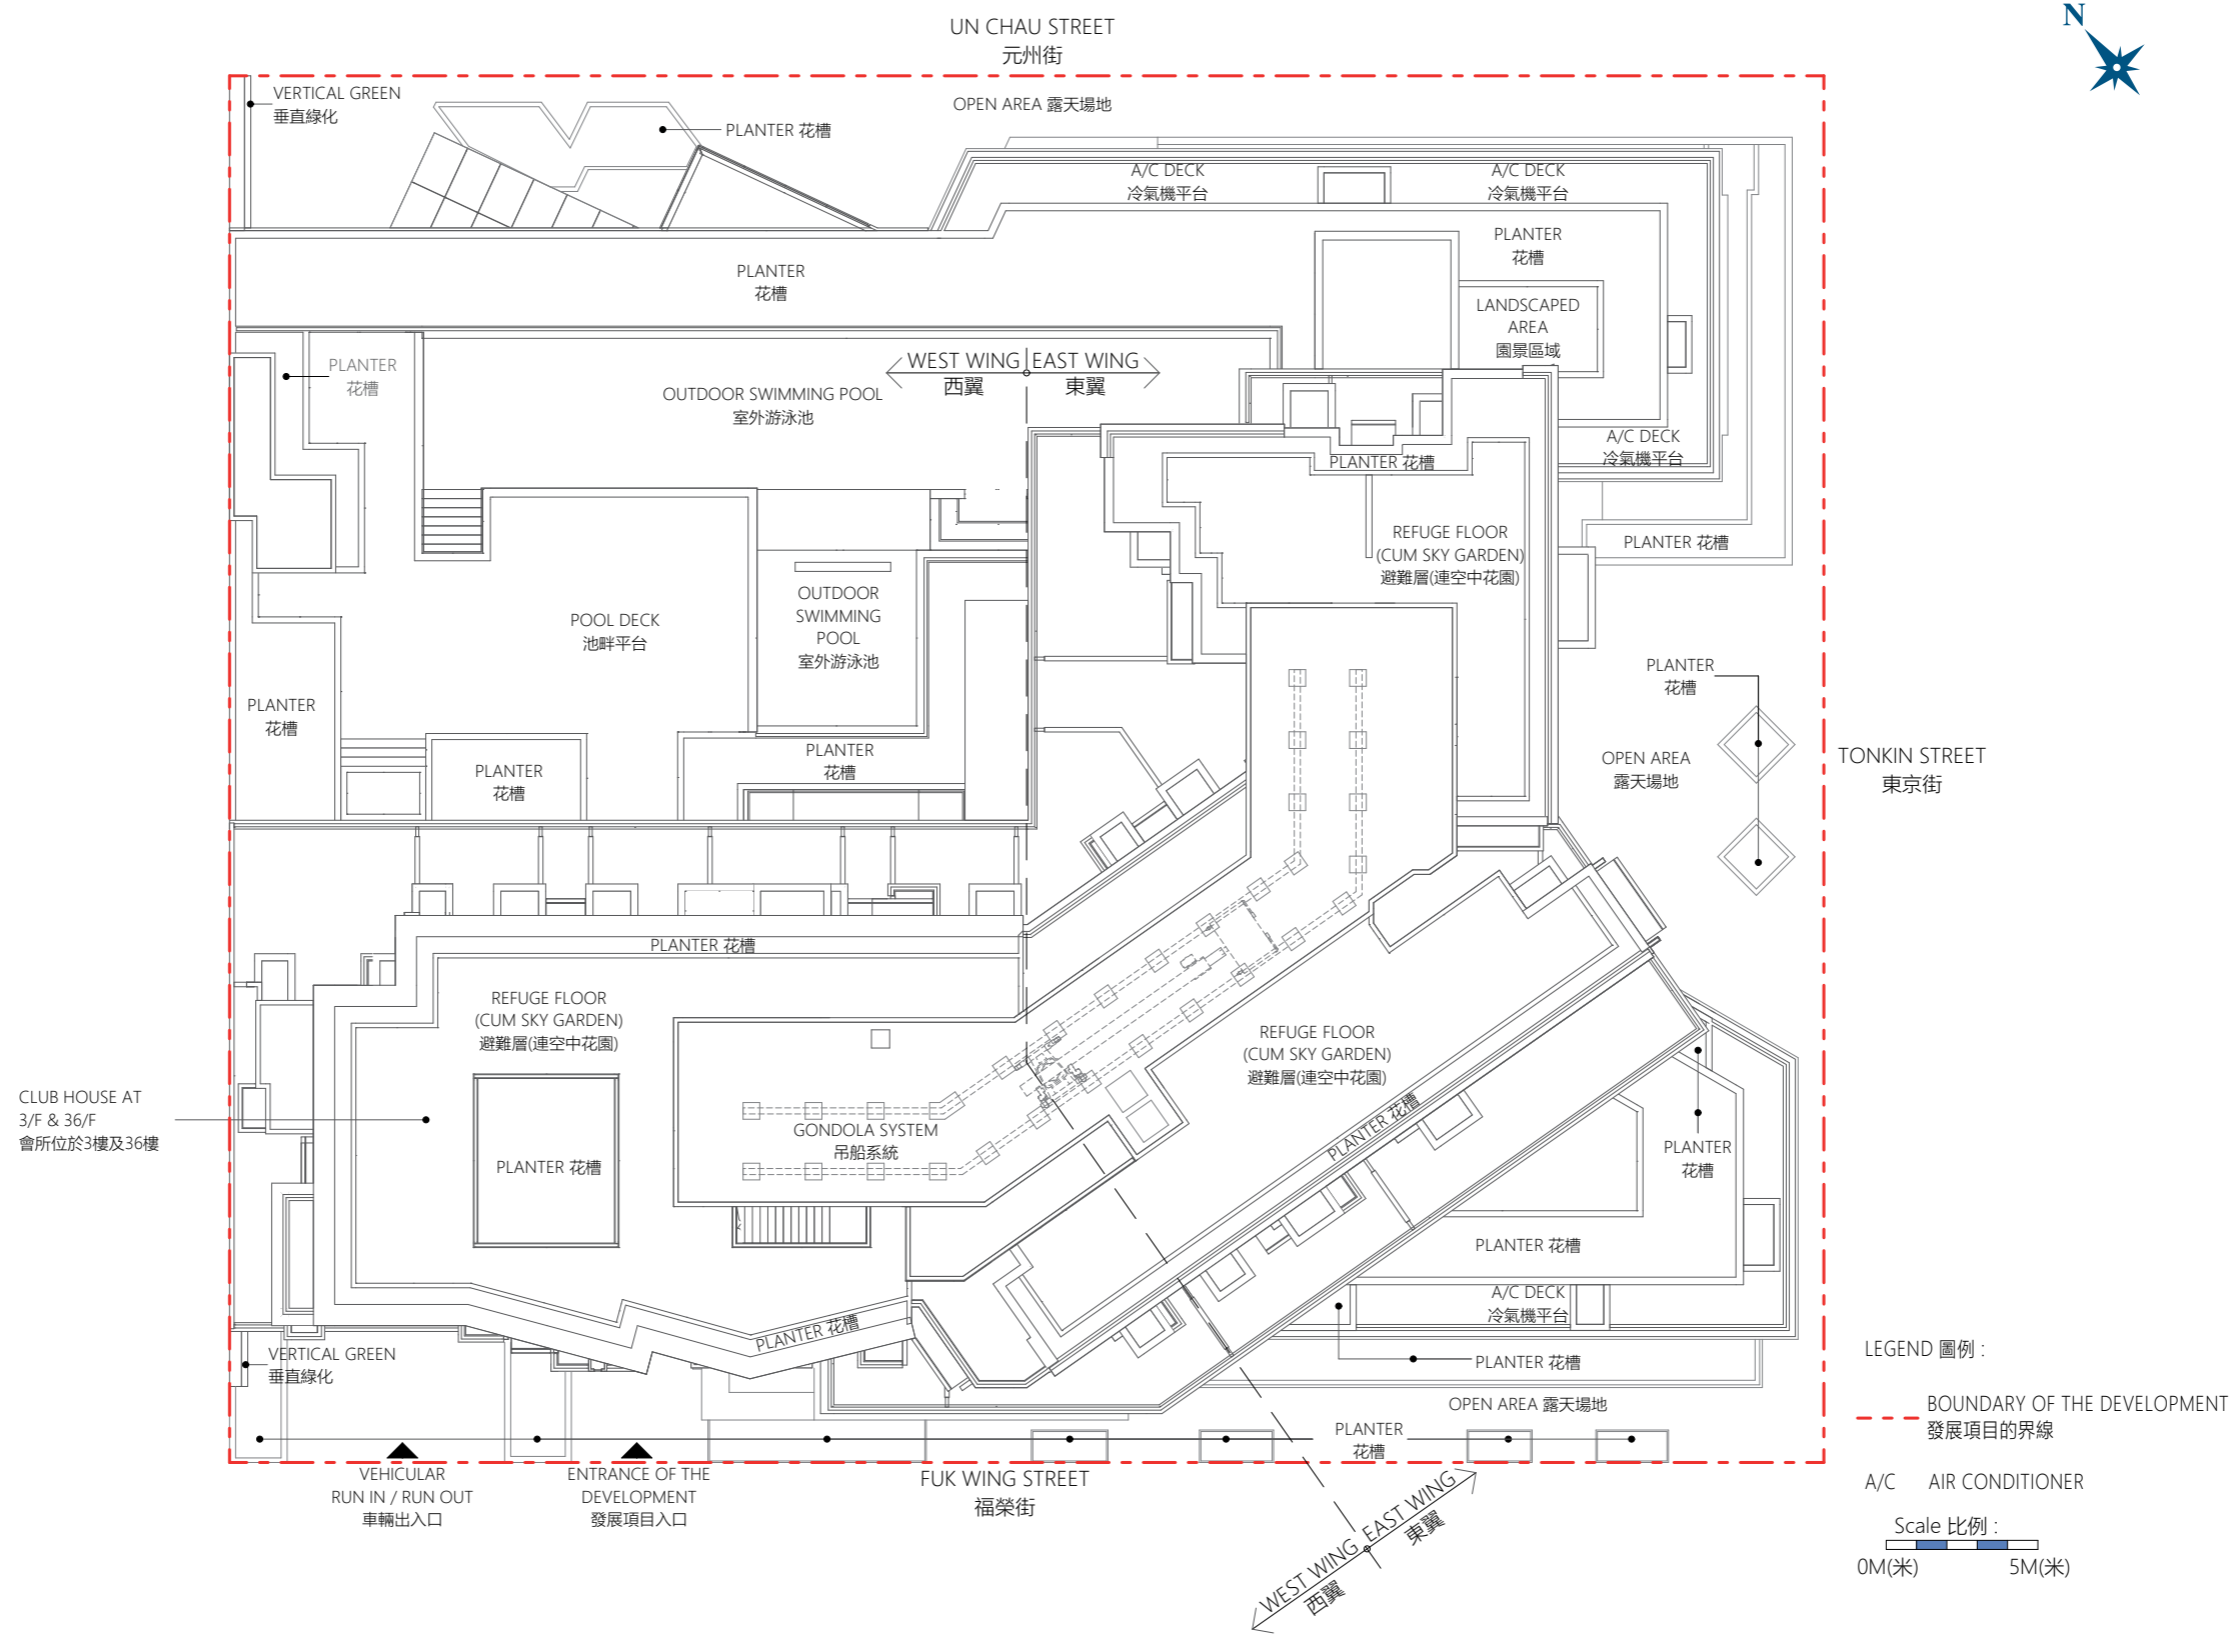 N
UN CHAU STREET
元州街
VERTICAL GREEN
垂直綠化
OPEN AREA 露天場地
PLANTER 花槽
A/C DECK
冷氣機平台
A/C DECK
冷氣機平台
PLANTER
花槽
PLANTER
花槽
LANDSCAPED
AREA
園景區域
PLANTER
花槽
WEST WING
西翼
EAST WING
東翼
OUTDOOR SWIMMING POOL
室外游泳池
A/C DECK
冷氣機平台
PLANTER 花槽
REFUGE FLOOR
(CUM SKY GARDEN)
避難層(連空中花園)
PLANTER 花槽
OUTDOOR
SWIMMING
POOL
室外游泳池
POOL DECK
池畔平台
PLANTER
花槽
PLANTER
花槽
PLANTER
花槽
PLANTER
花槽
OPEN AREA
露天場地
TONKIN STREET
東京街
PLANTER
花槽
PLANTER 花槽
REFUGE FLOOR
(CUM SKY GARDEN)
避難層(連空中花園)
REFUGE FLOOR
(CUM SKY GARDEN)
避難層(連空中花園)
CLUB HOUSE AT
3/F & 36/F
會所位於3樓及36樓
GONDOLA SYSTEM
吊船系統
PLANTER 花槽
PLANTER 花槽
PLANTER
花槽
PLANTER 花槽
A/C DECK
冷氣機平台
PLANTER 花槽
VERTICAL GREEN
垂直綠化
PLANTER 花槽
OPEN AREA 露天場地
PLANTER
花槽
VEHICULAR
RUN IN / RUN OUT
車輛出入口
ENTRANCE OF THE
DEVELOPMENT
發展項目入口
FUK WING STREET
福榮街
WEST WING
西翼
EAST WING
東翼
LEGEND 圖例 :
BOUNDARY OF THE DEVELOPMENT
發展項目的界線
A/C AIR CONDITIONER
Scale 比例 :
0M(米) 5M(米)